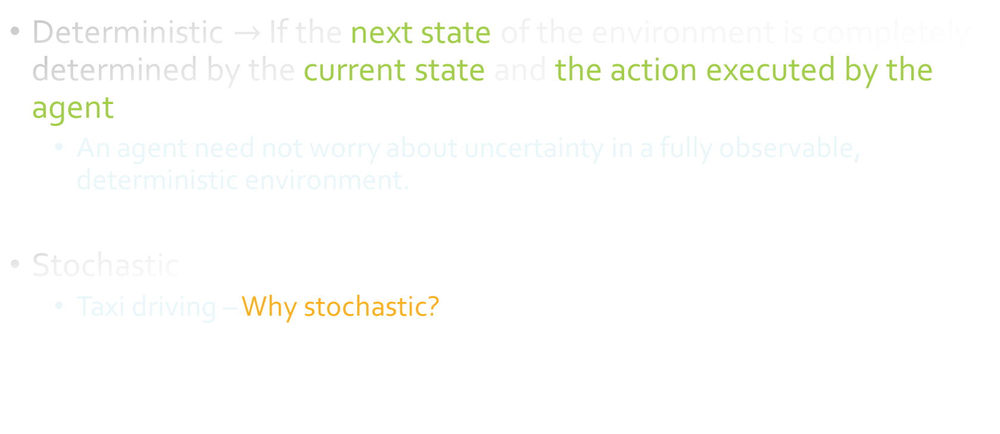 • Deterministic → If the next state of the environment is completely
determined by the current state and the action executed by the
agent
• An agent need not worry about uncertainty in a fully observable,
deterministic environment.
• Stochastic
• Taxi driving – Why stochastic?